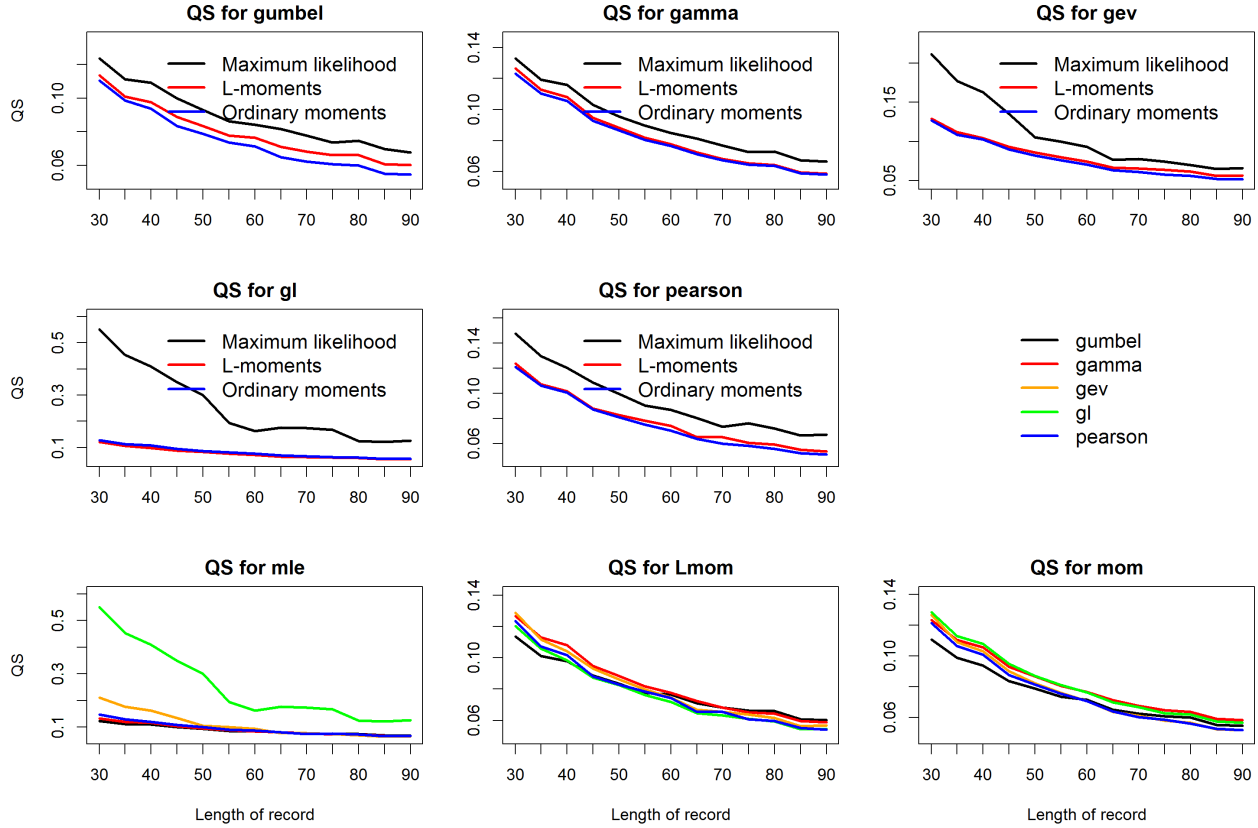 QS for gumbel
QS
0.06 0.10
Maximum likelihood
L-moments
Ordinary moments
30 40 50 60 70 80 90
QS for gamma
0.06 0.10 0.14
Maximum likelihood
L-moments
Ordinary moments
30 40 50 60 70 80 90
QS for gev
0.05 0.15
Maximum likelihood
L-moments
Ordinary moments
30 40 50 60 70 80 90
QS for gl
QS
0.1 0.3 0.5
Maximum likelihood
L-moments
Ordinary moments
30 40 50 60 70 80 90
QS for pearson
0.06 0.10 0.14
Maximum likelihood
L-moments
Ordinary moments
30 40 50 60 70 80 90
gumbel
gamma
gev
gl
pearson
QS for mle
QS
0.1 0.3 0.5
30 40 50 60 70 80 90
Length of record
QS for Lmom
0.06 0.10 0.14
30 40 50 60 70 80 90
Length of record
QS for mom
0.06 0.10 0.14
30 40 50 60 70 80 90
Length of record